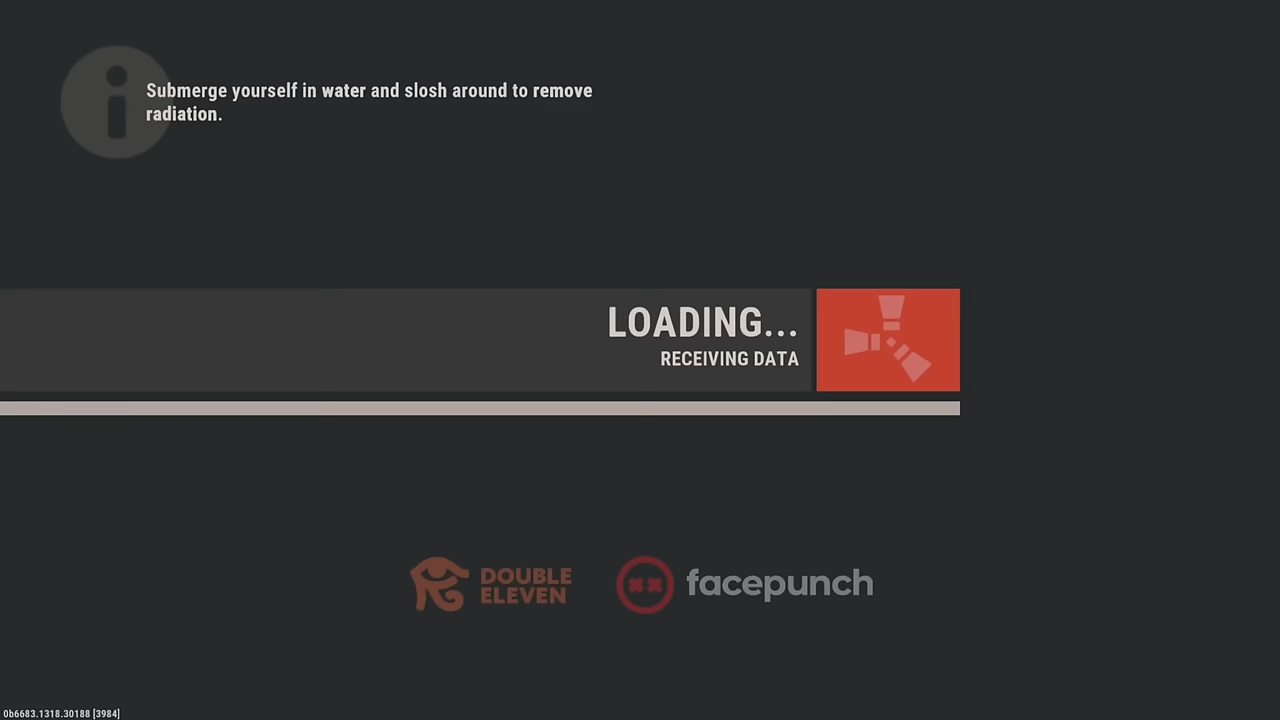 Submerge yourself in water and slosh around to remove
radiation.
LOADING...
RECEIVING DATA
DOUBLE
ELEVEN
facepunch
0b6683.1318.30188 [3984]